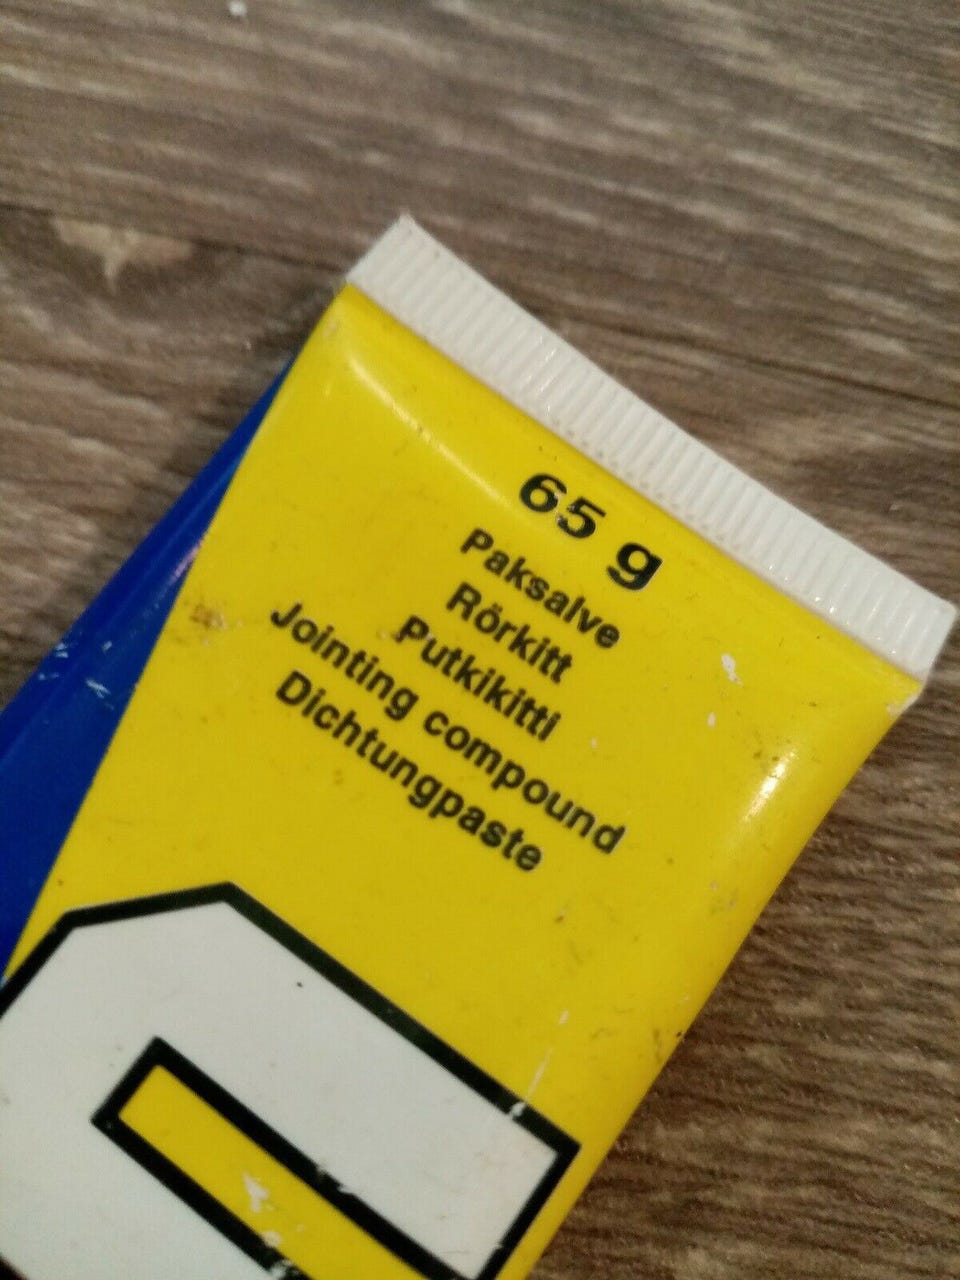 65 g
Paksalve
Rörkitt
Putkikitti
Jointing compound
Dichtungpaste